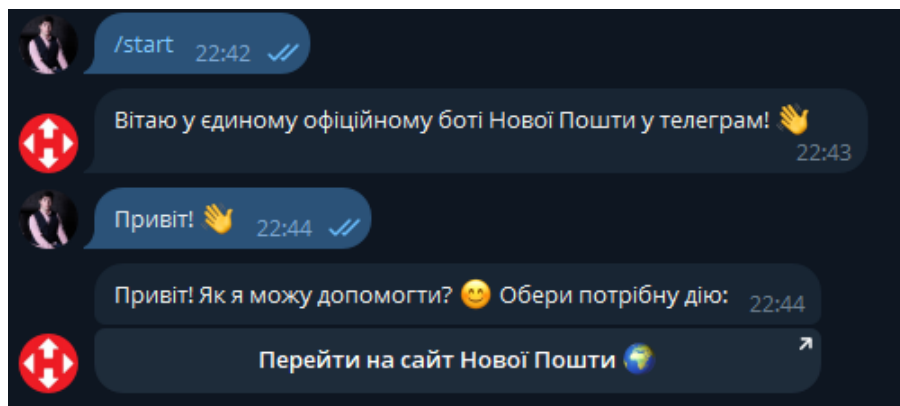 /start 22:42
Вітаю у єдиному офіційному боті Нової Пошти у телеграм! 👋
22:43
Привіт! 👋 22:44
Привіт! Як я можу допомогти? 😊 Обери потрібну дію: 22:44
Перейти на сайт Нової Пошти 🌍